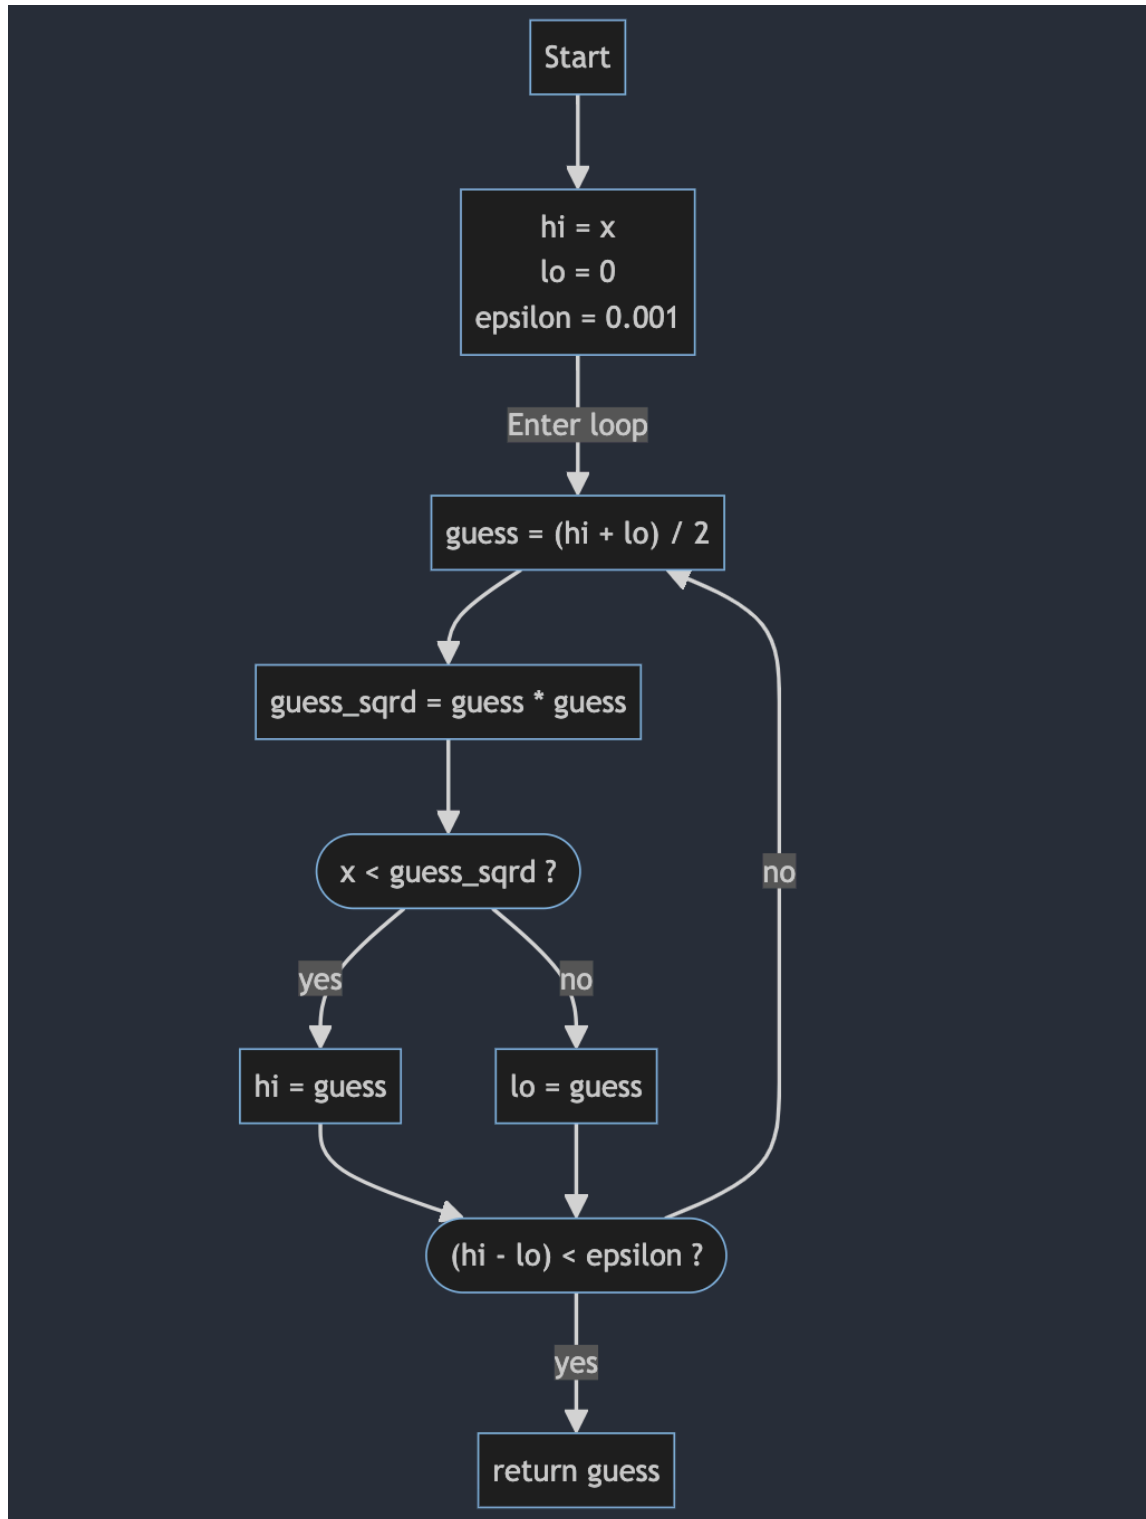 Start
hi = x
lo = 0
epsilon = 0.001
Enter loop
guess = (hi + lo) / 2
guess_sqrd = guess * guess
x < guess_sqrd ?
no
yes
no
hi = guess
lo = guess
(hi - lo) < epsilon ?
yes
return guess